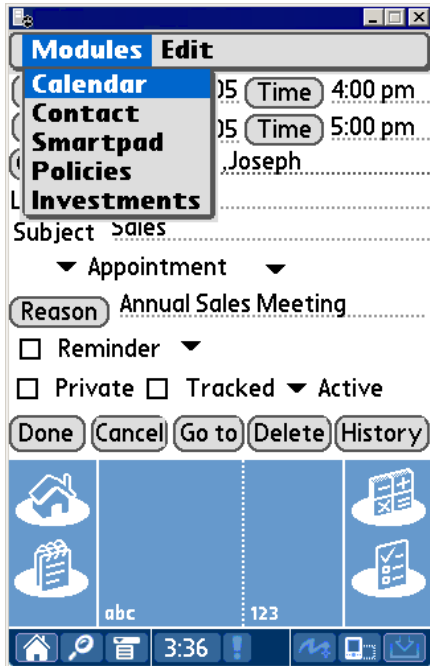 Modules Edit
Calendar
05 Time 4:00 pm
Contact
05 Time 5:00 pm
Smartpad
,Joseph
Policies
Investments
Subject Sales
Appointment
Reason Annual Sales Meeting
Reminder
Private Tracked Active
Done Cancel Go to Delete History
abc 123
3:36